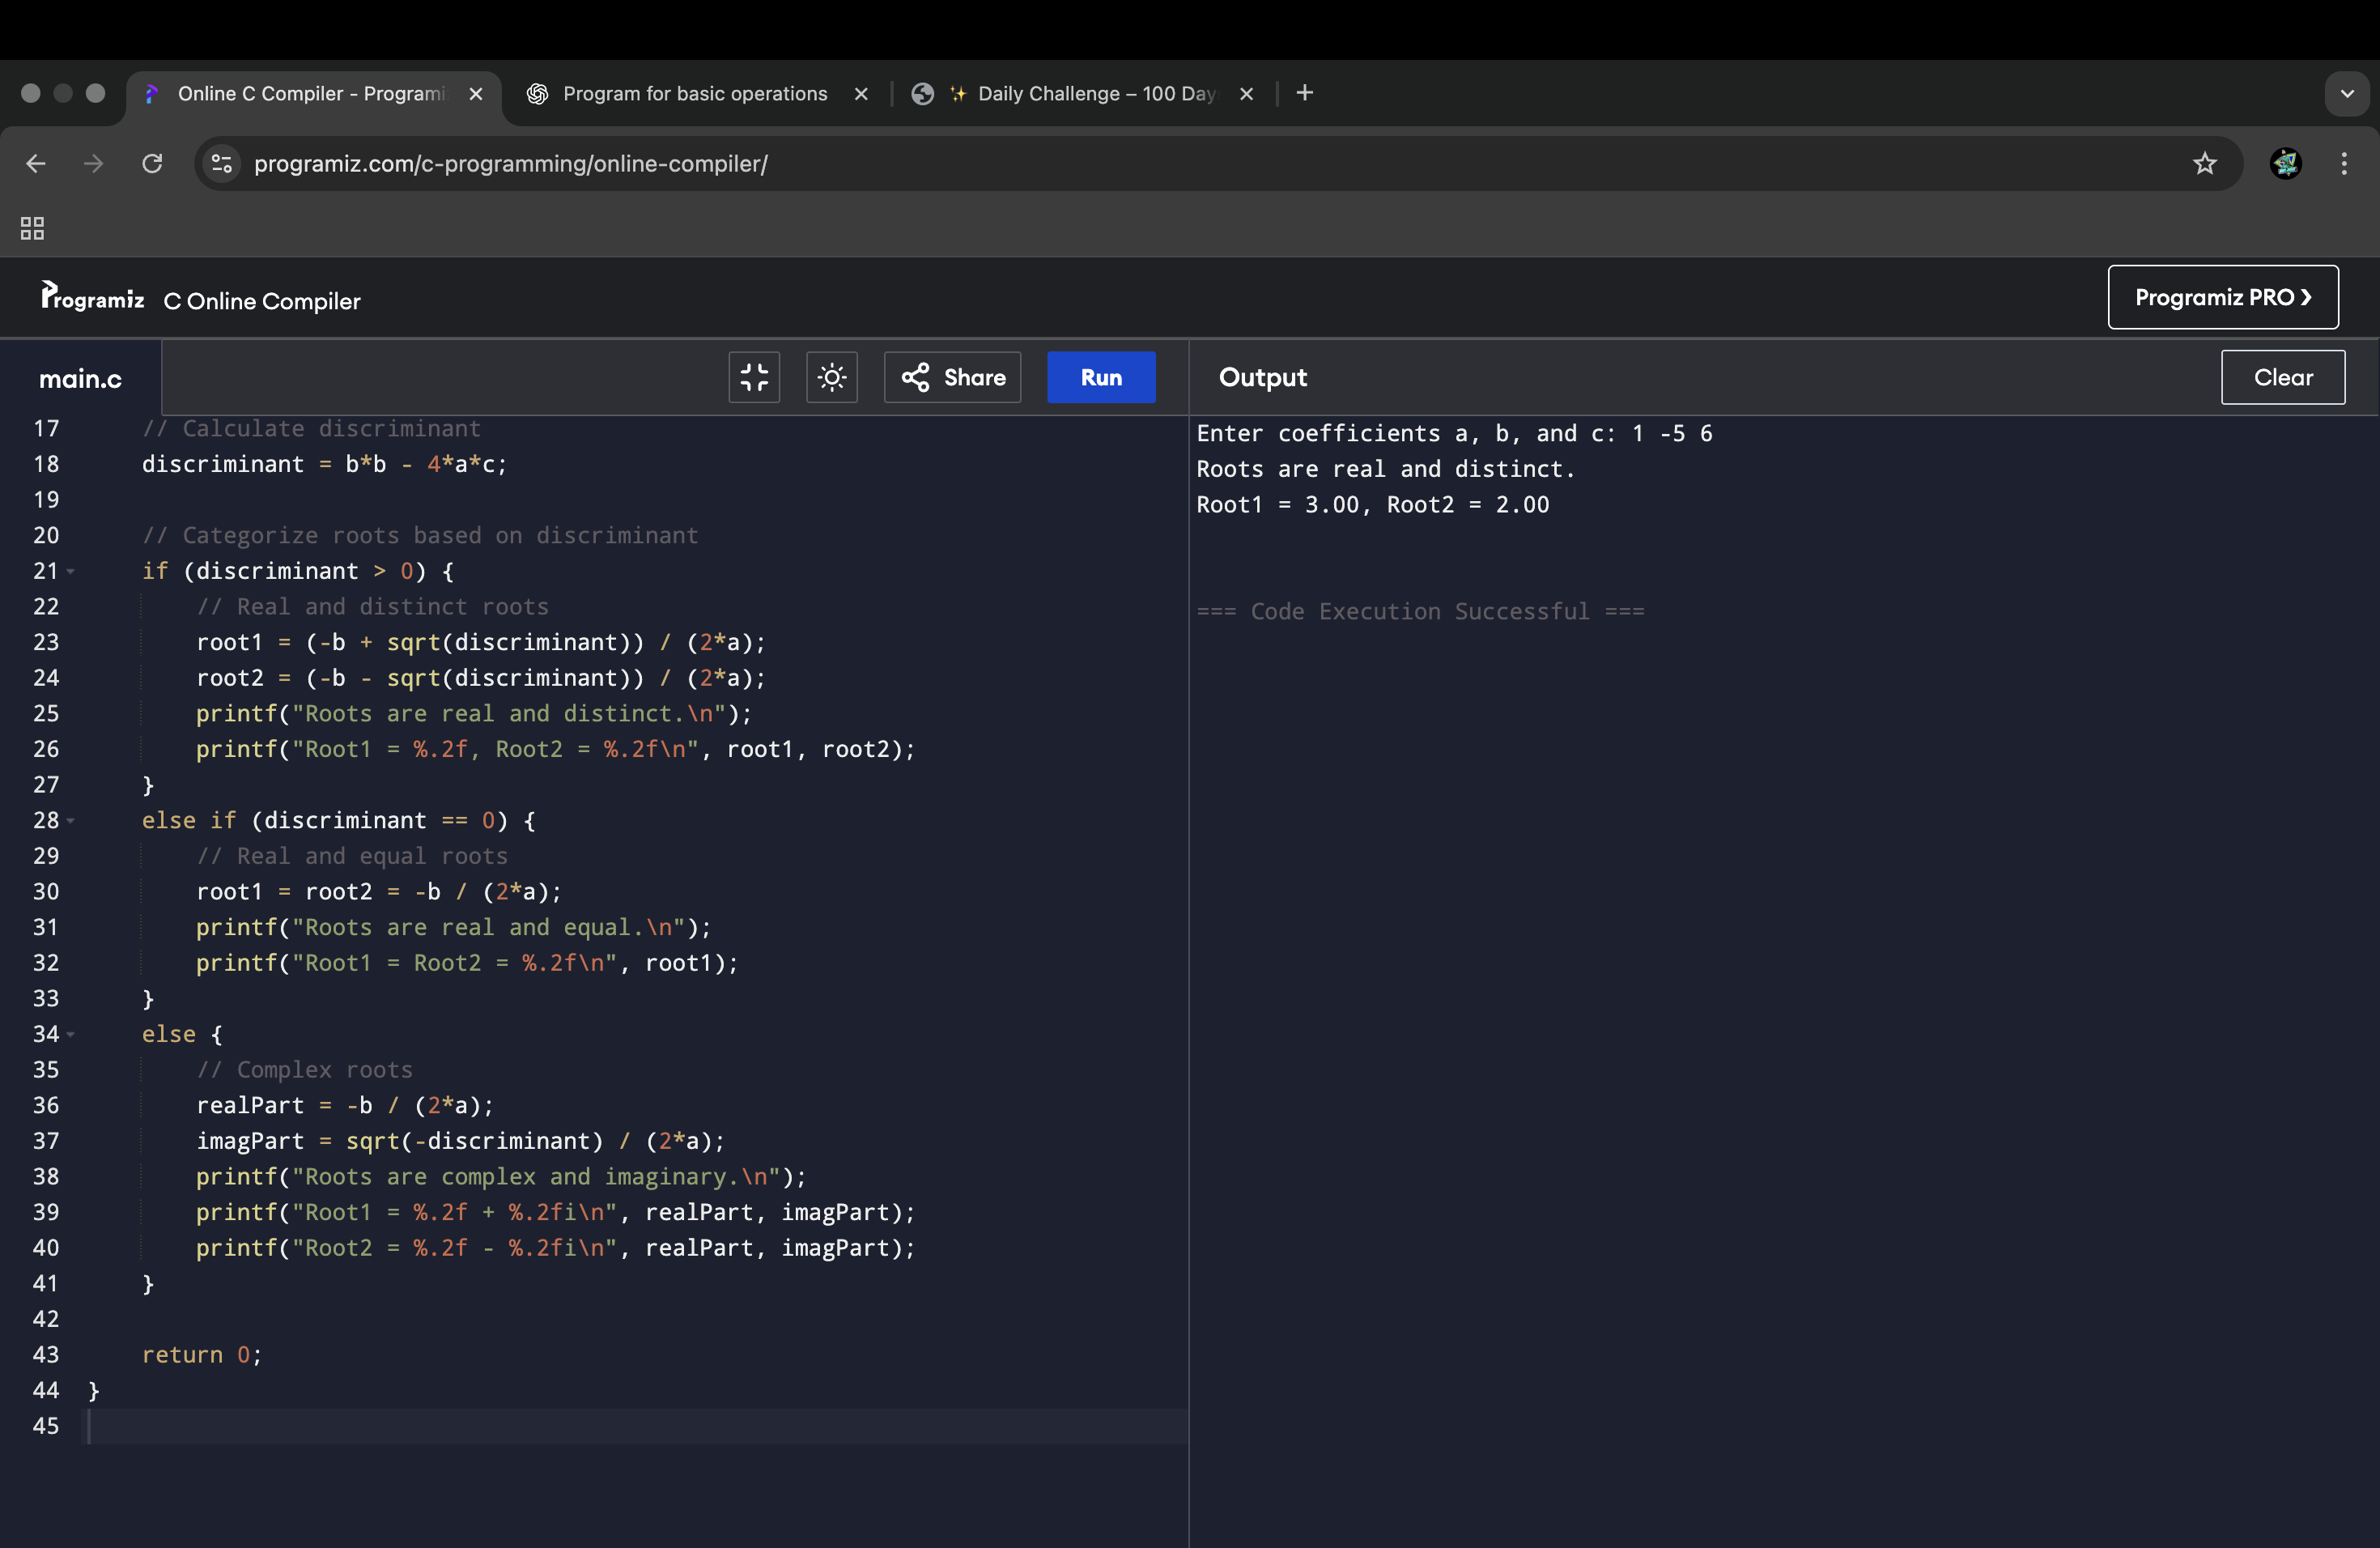 Online C Compiler - Programi
Program for basic operations
✨ Daily Challenge – 100 Day
programiz.com/c-programming/online-compiler/
Programiz C Online Compiler
Programiz PRO ❯
main.c
Share
Run
Output
Clear
17 // Calculate discriminant
18 discriminant = b*b - 4*a*c;
19
20 // Categorize roots based on discriminant
21 if (discriminant > 0) {
22 // Real and distinct roots
23 root1 = (-b + sqrt(discriminant)) / (2*a);
24 root2 = (-b - sqrt(discriminant)) / (2*a);
25 printf("Roots are real and distinct.\n");
26 printf("Root1 = %.2f, Root2 = %.2f\n", root1, root2);
27 }
28 else if (discriminant == 0) {
29 // Real and equal roots
30 root1 = root2 = -b / (2*a);
31 printf("Roots are real and equal.\n");
32 printf("Root1 = Root2 = %.2f\n", root1);
33 }
34 else {
35 // Complex roots
36 realPart = -b / (2*a);
37 imagPart = sqrt(-discriminant) / (2*a);
38 printf("Roots are complex and imaginary.\n");
39 printf("Root1 = %.2f + %.2fi\n", realPart, imagPart);
40 printf("Root2 = %.2f - %.2fi\n", realPart, imagPart);
41 }
42
43 return 0;
44 }
45
Enter coefficients a, b, and c: 1 -5 6
Roots are real and distinct.
Root1 = 3.00, Root2 = 2.00
=== Code Execution Successful ===